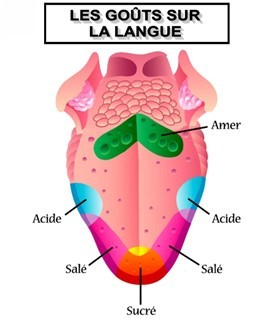 LES GOÛTS SUR
LA LANGUE
Amer
Acide
Acide
Salé
Salé
Sucré